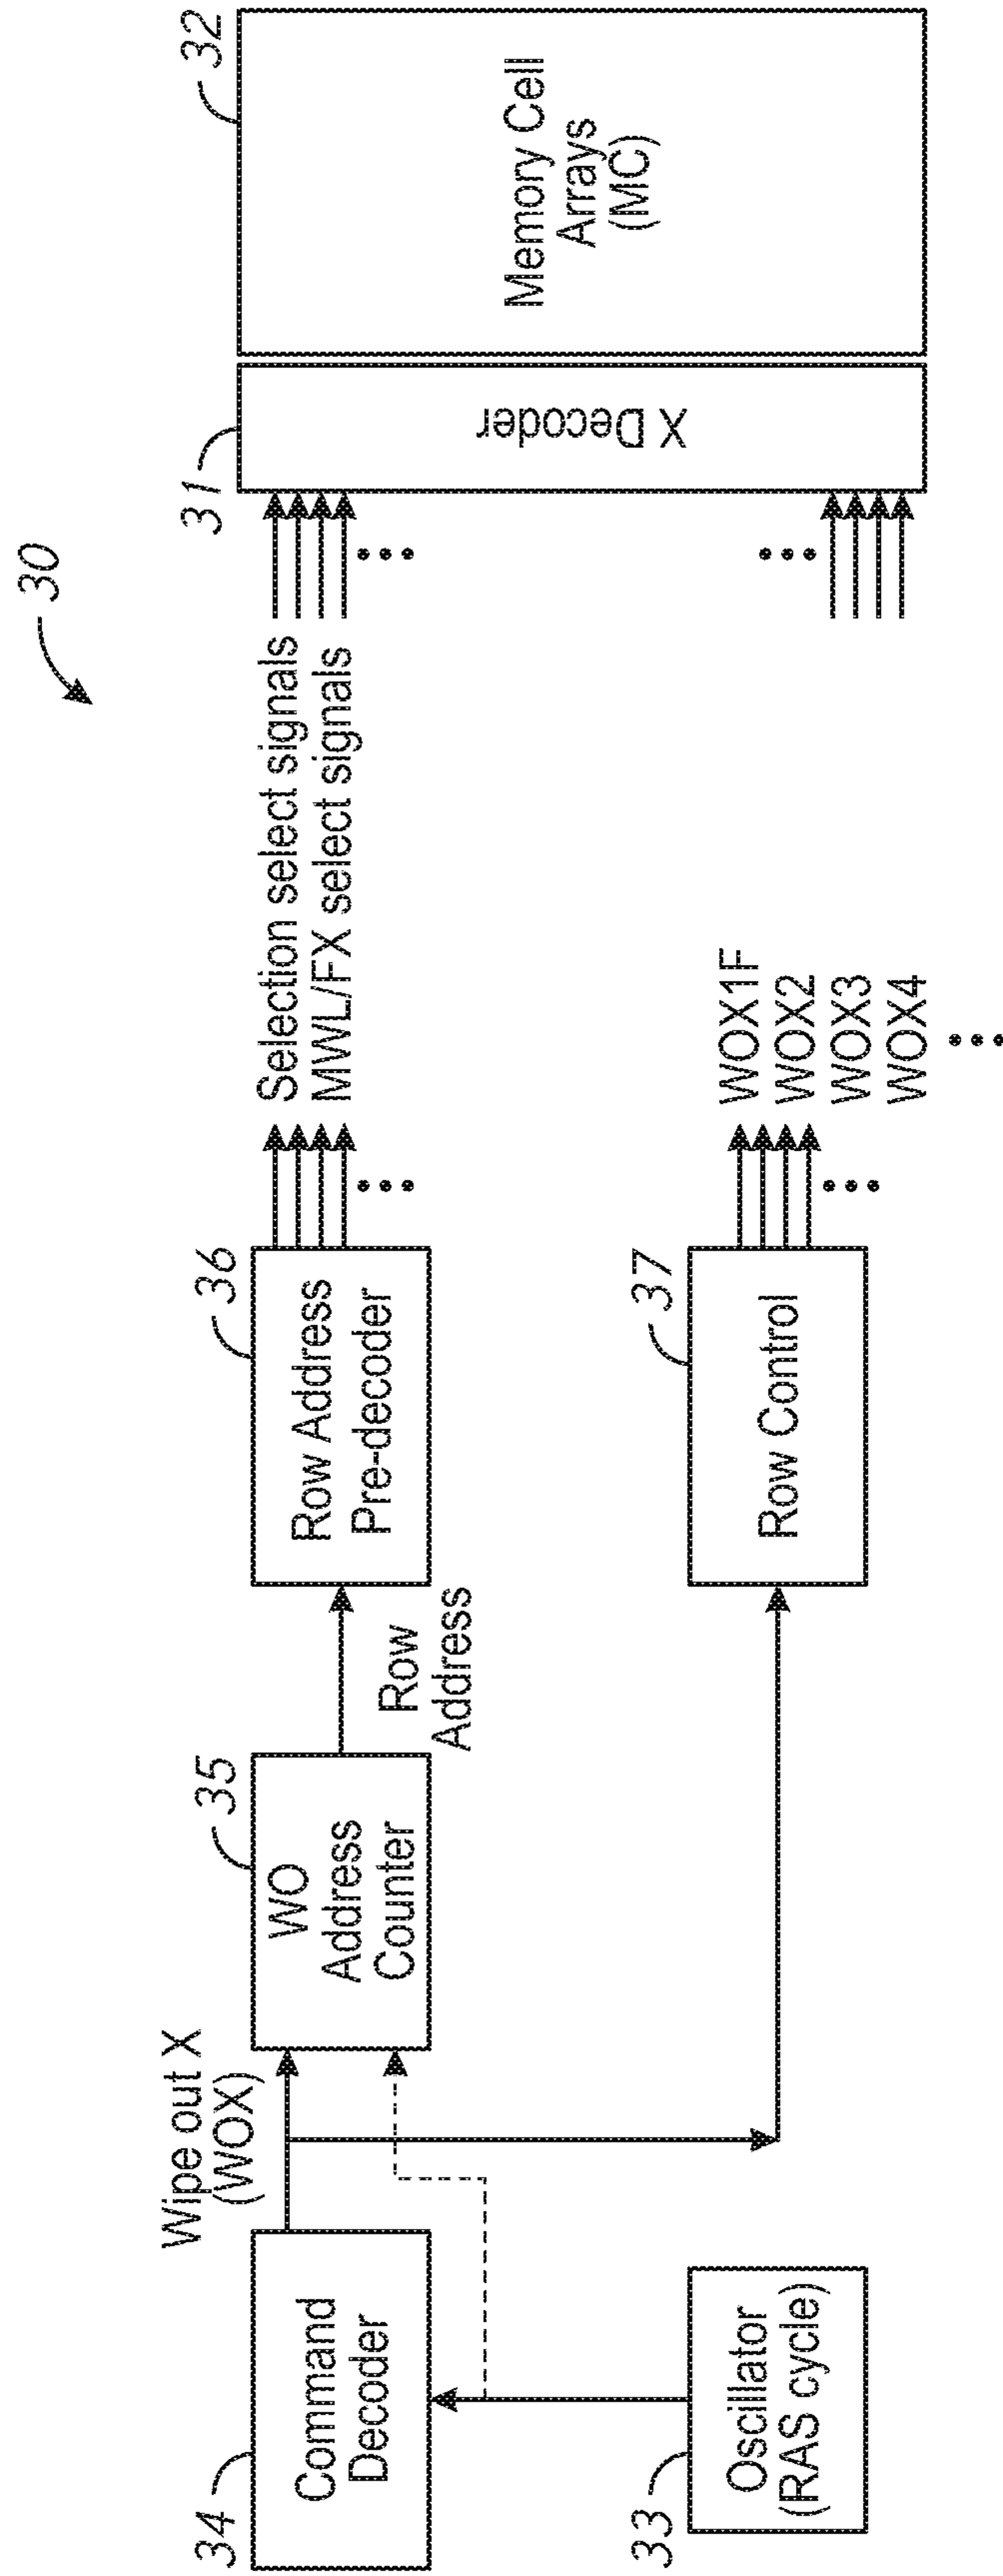 30
34
Command
Decoder
33
Oscillator
(RAS cycle)
Wipe out X
(WOX)
35
WO
Address
Counter
Row
Address
36
Row Address
Pre-decoder
37
Row Control
Selection select signals
MWL/FX select signals
WOX1F
WOX2
WOX3
WOX4
31
X Decoder
32
Memory Cell
Arrays
(MC)